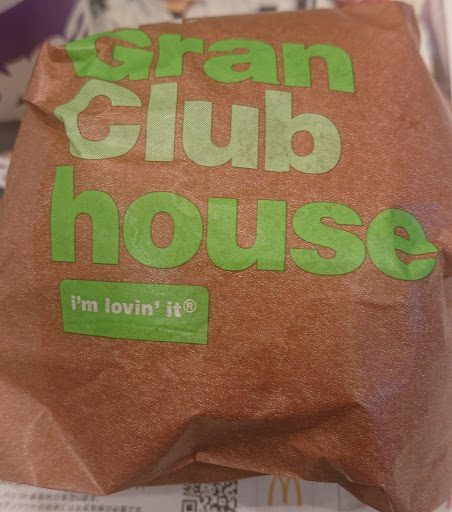 Gran
Club
house
i'm lovin' it®